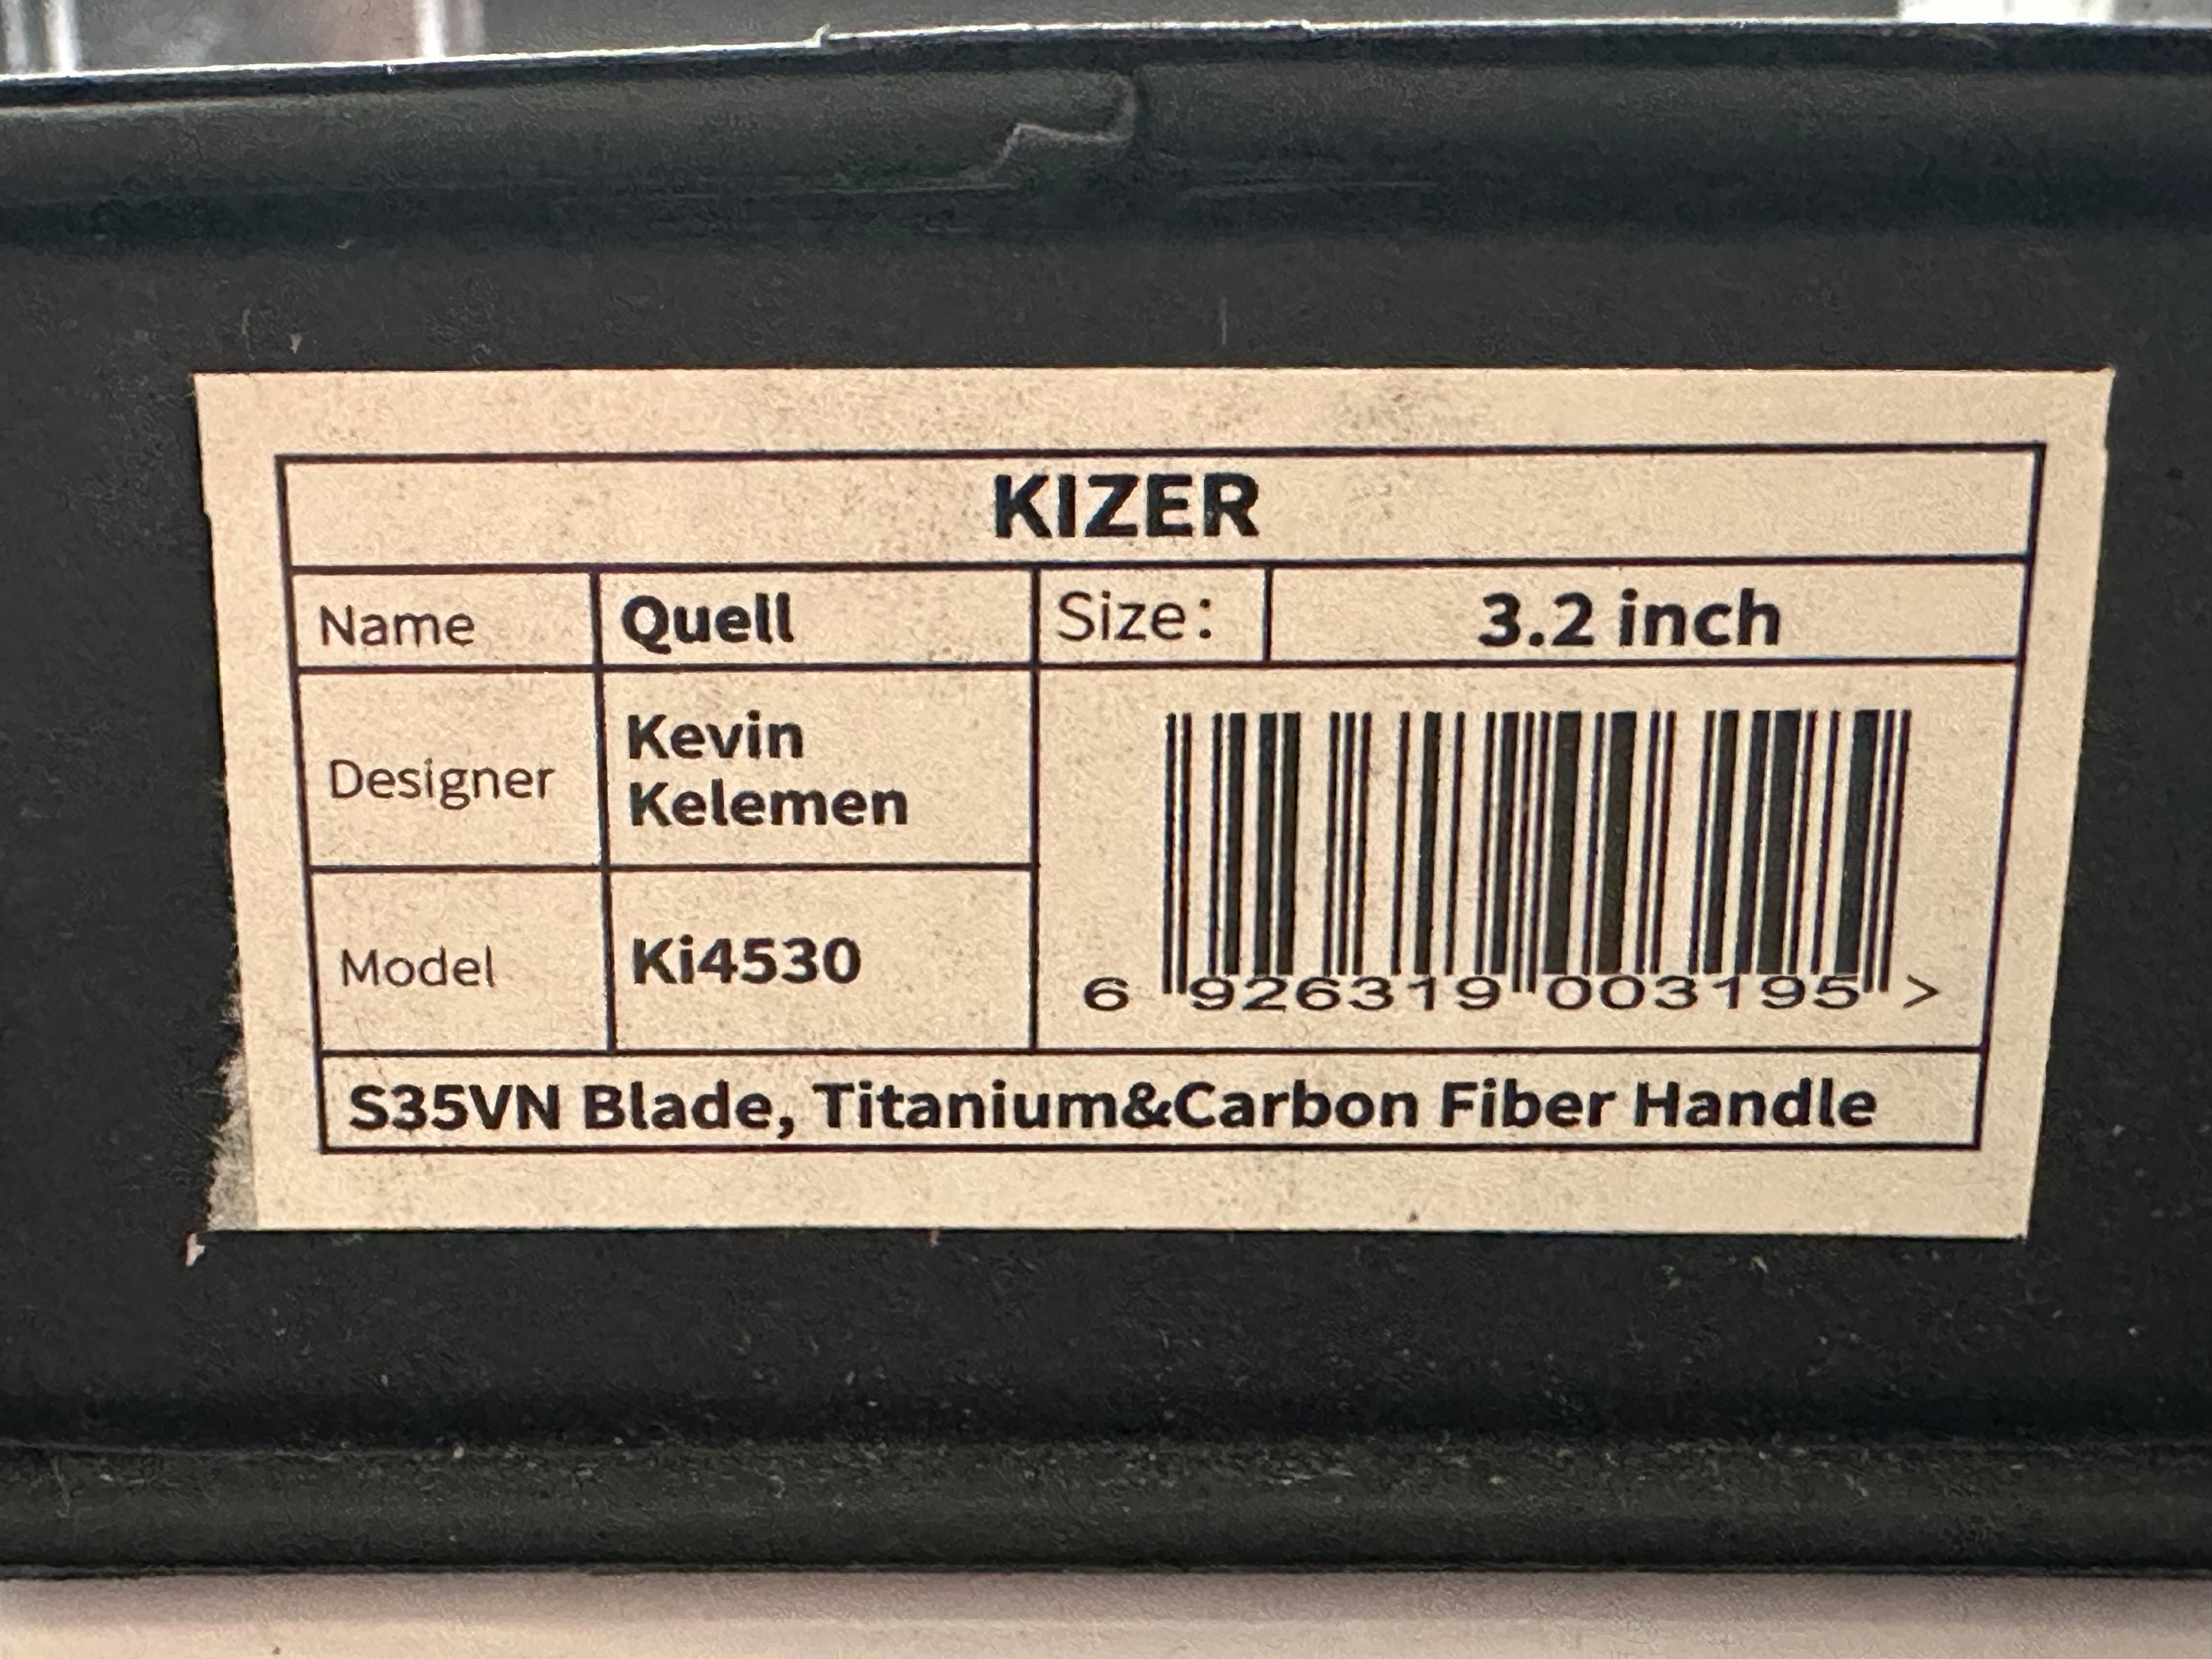 KIZER
Name Quell Size: 3.2 inch
Designer Kevin
Kelemen
Model Ki4530
6 926319 003195 >
S35VN Blade, Titanium&Carbon Fiber Handle